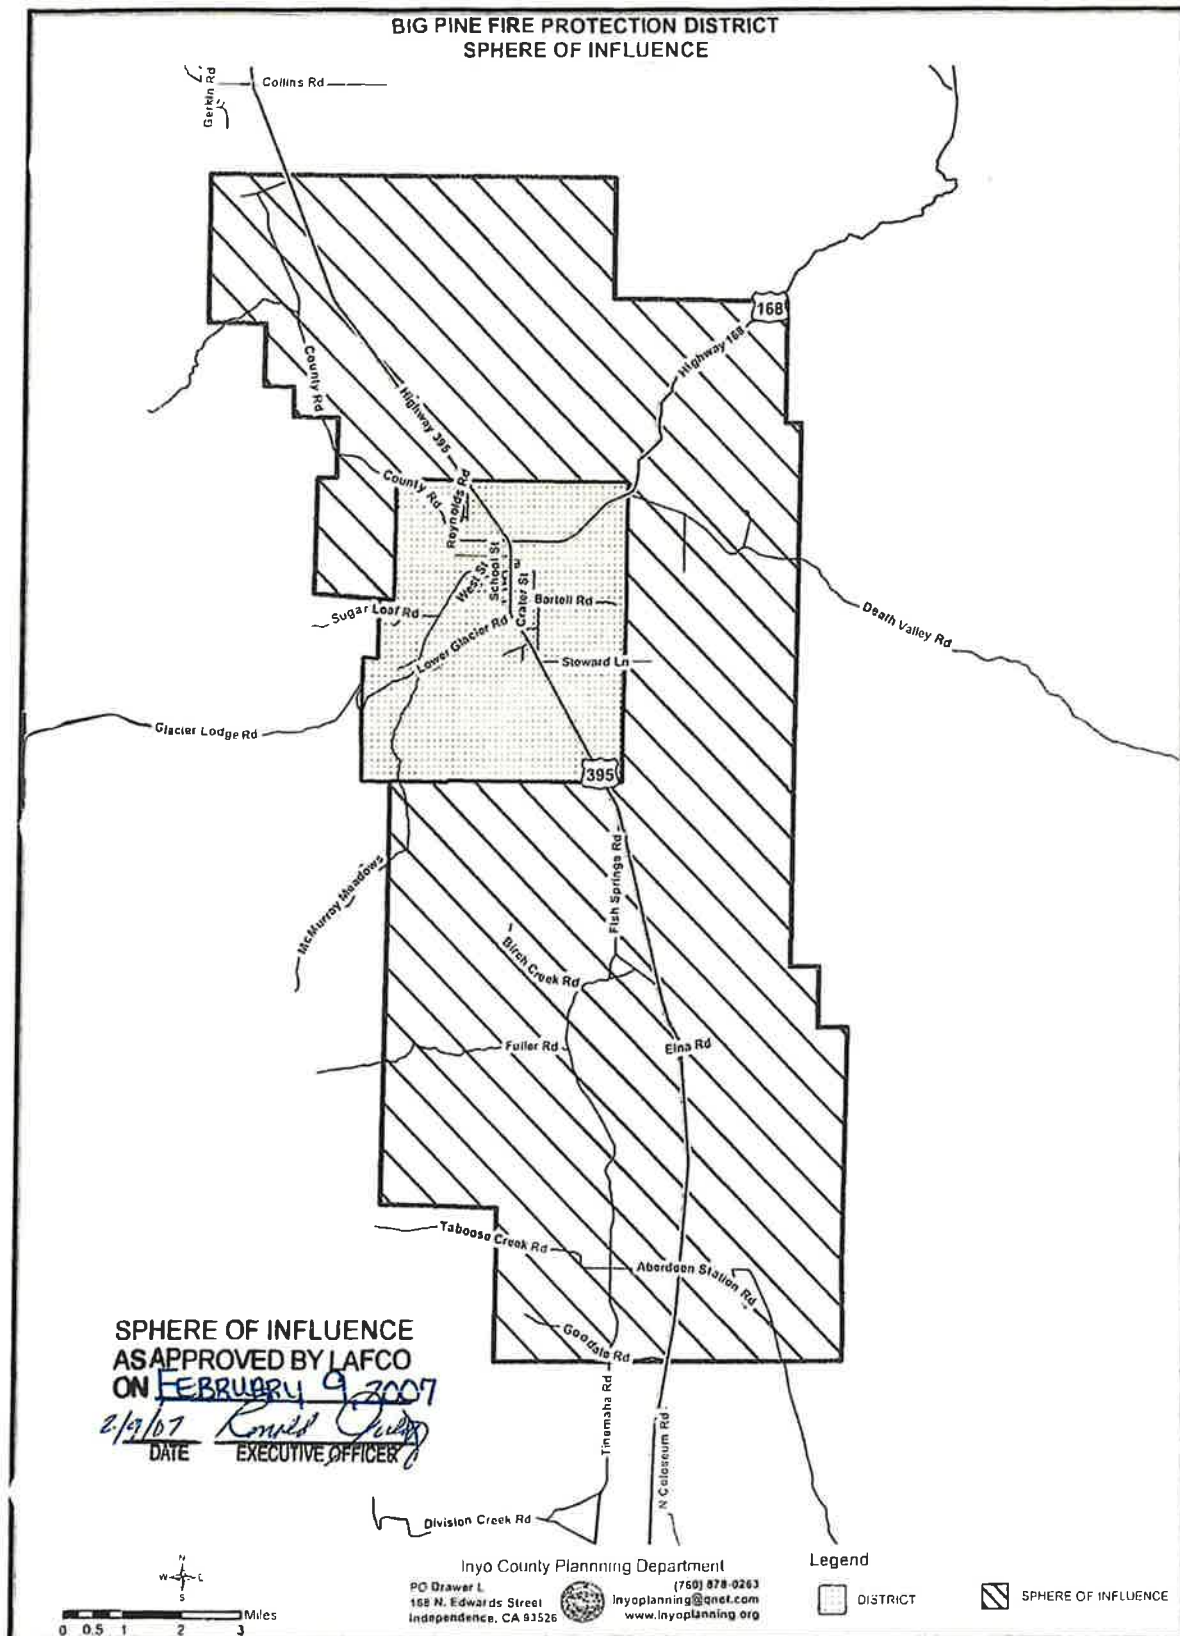 BIG PINE FIRE PROTECTION DISTRICT
SPHERE OF INFLUENCE
Gerkin Rd
Collins Rd
168
Highway 168
County Rd
Highway 395
County Rd
Reynolds Rd
School St
West St
Crater St
Bartell Rd
Sugar Loaf Rd
Lower Glacier Rd
Steward Ln
Death Valley Rd
Glacier Lodge Rd
395
Fish Springs Rd
McMurray Meadows
Birch Creek Rd
Fuller Rd
Elna Rd
Taboose Creek Rd
Aberdeen Station Rd
Goodale Rd
SPHERE OF INFLUENCE
AS APPROVED BY LAFCO
ON FEBRUARY 9, 2007
2/9/07
DATE EXECUTIVE OFFICER
Tinemaha Rd
N Coloseum Rd
Division Creek Rd
N
W E
S
0 0.5 1 2 3 Miles
Inyo County Plannning Department
PO Drawer L
168 N. Edwards Street
Independence, CA 93526
(760) 878-0263
Inyoplanning@qnet.com
www.inyoplanning.org
Legend
DISTRICT
SPHERE OF INFLUENCE